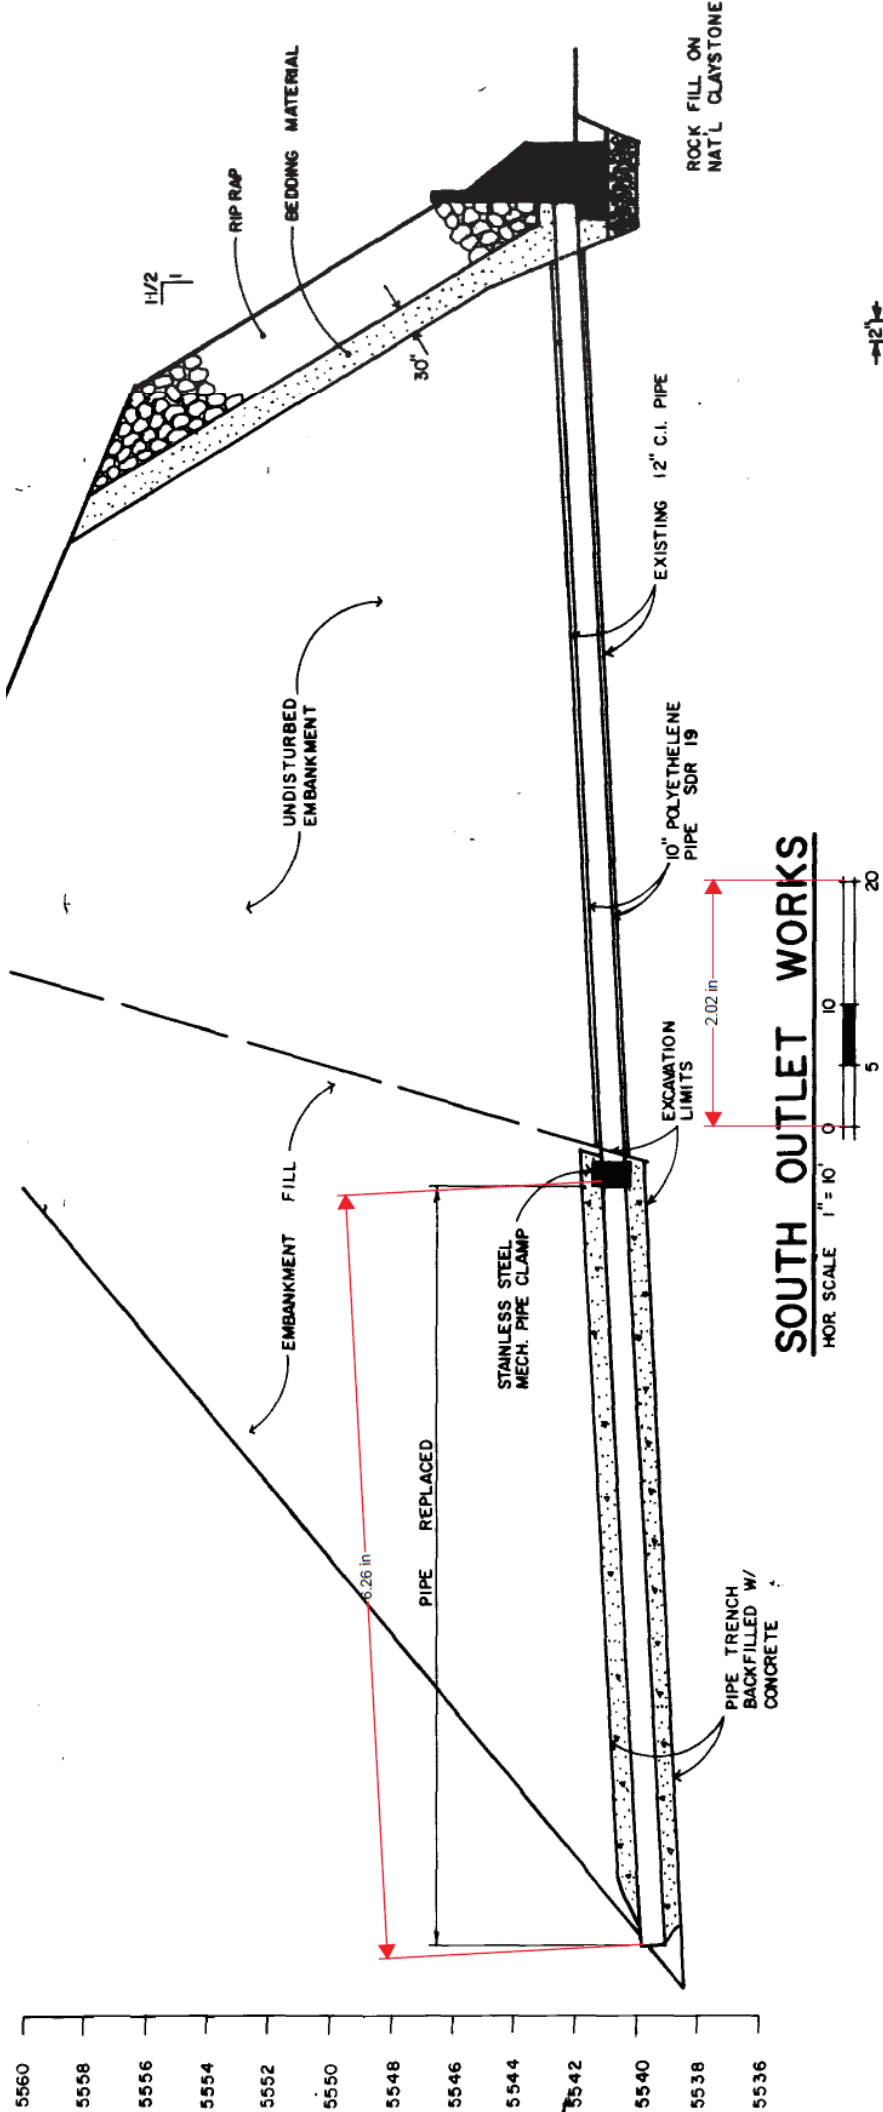 ROCK FILL ON
NAT'L CLAYSTONE
BEDDING MATERIAL
RIP RAP
1-1/2
1
30"
12"
EXISTING 12" C.I. PIPE
UNDISTURBED
EMBANKMENT
10" POLYETHELENE
PIPE SDR 19
EXCAVATION
LIMITS
EMBANKMENT FILL
STAINLESS STEEL
MECH. PIPE CLAMP
PIPE REPLACED
6.26 in
2.02 in
PIPE TRENCH
BACKFILLED W/
CONCRETE
SOUTH OUTLET WORKS
HOR. SCALE 1" = 10'
0 5 10 20
5560
5558
5556
5554
5552
5550
5548
5546
5544
5542
5540
5538
5536